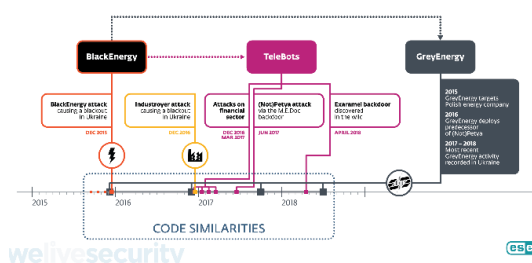 BlackEnergy
TeleBots
GreyEnergy
BlackEnergy attack
causing a blackout
in Ukraine
DEC 2015
Industroyer attack
causing a blackout
in Ukraine
DEC 2016
Attacks on
financial
sector
DEC 2016
MAR 2017
(Not)Petya attack
via the M.E.Doc
backdoor
JUN 2017
Exaramel backdoor
discovered
in the wild
APRIL 2018
2015
GreyEnergy targets
Polish energy company
2016
GreyEnergy deploys
predecessor
of (Not)Petya
2017 – 2018
Most recent
GreyEnergy activity
recorded in Ukraine
2015
2016
2017
2018
CODE SIMILARITIES
welivesecurity